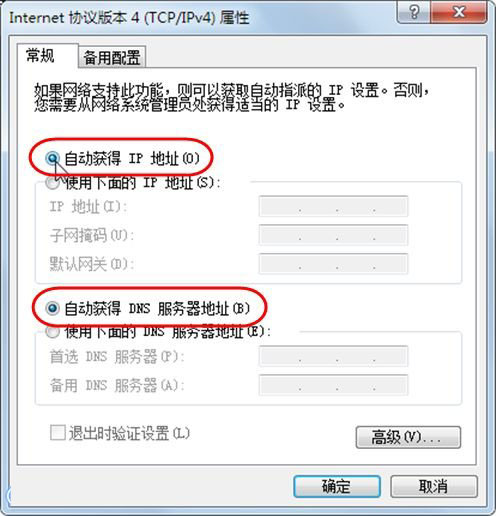 Internet 协议版本 4 (TCP/IPv4) 属性
常规
备用配置
如果网络支持此功能，则可以获取自动指派的 IP 设置。否则，
您需要从网络系统管理员处获得适当的 IP 设置。
自动获得 IP 地址(O)
使用下面的 IP 地址(S):
IP 地址(I):
子网掩码(U):
默认网关(D):
自动获得 DNS 服务器地址(B)
使用下面的 DNS 服务器地址(E):
首选 DNS 服务器(P):
备用 DNS 服务器(A):
退出时验证设置(L)
高级(V)...
确定
取消